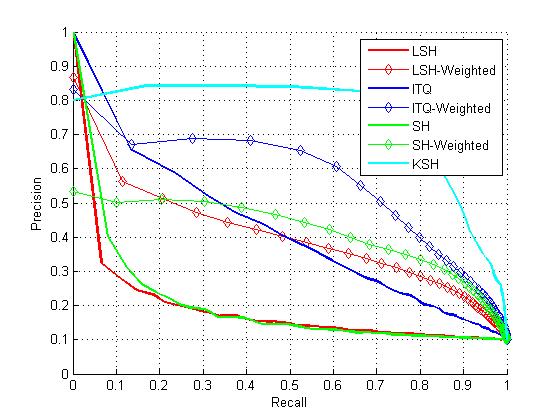 1
0.9
0.8
0.7
0.6
0.5
0.4
0.3
0.2
0.1
0
Precision
0 0.1 0.2 0.3 0.4 0.5 0.6 0.7 0.8 0.9 1
Recall
LSH
LSH-Weighted
ITQ
ITQ-Weighted
SH
SH-Weighted
KSH